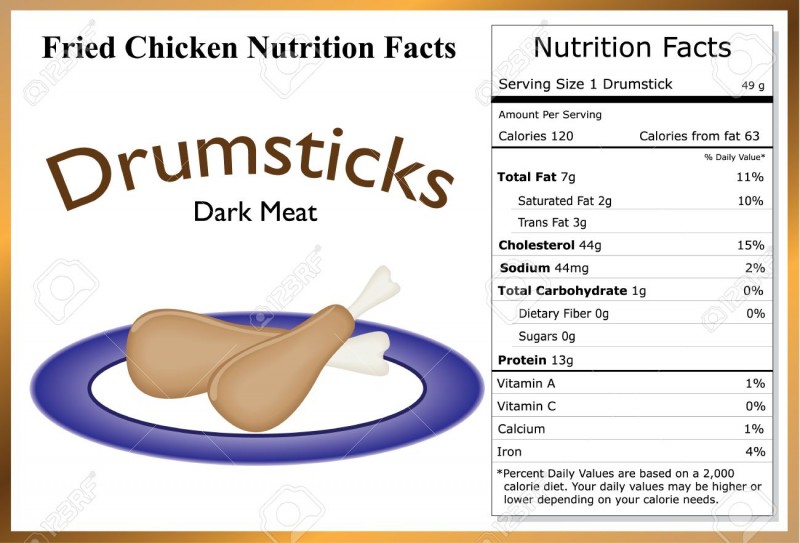 Fried Chicken Nutrition Facts
Drumsticks
Dark Meat
Nutrition Facts
Serving Size 1 Drumstick 49 g
Amount Per Serving
Calories 120 Calories from fat 63
% Daily Value*
Total Fat 7g 11%
Saturated Fat 2g 10%
Trans Fat 3g
Cholesterol 44g 15%
Sodium 44mg 2%
Total Carbohydrate 1g 0%
Dietary Fiber 0g 0%
Sugars 0g
Protein 13g
Vitamin A 1%
Vitamin C 0%
Calcium 1%
Iron 4%
*Percent Daily Values are based on a 2,000
calorie diet. Your daily values may be higher or
lower depending on your calorie needs.
123RF